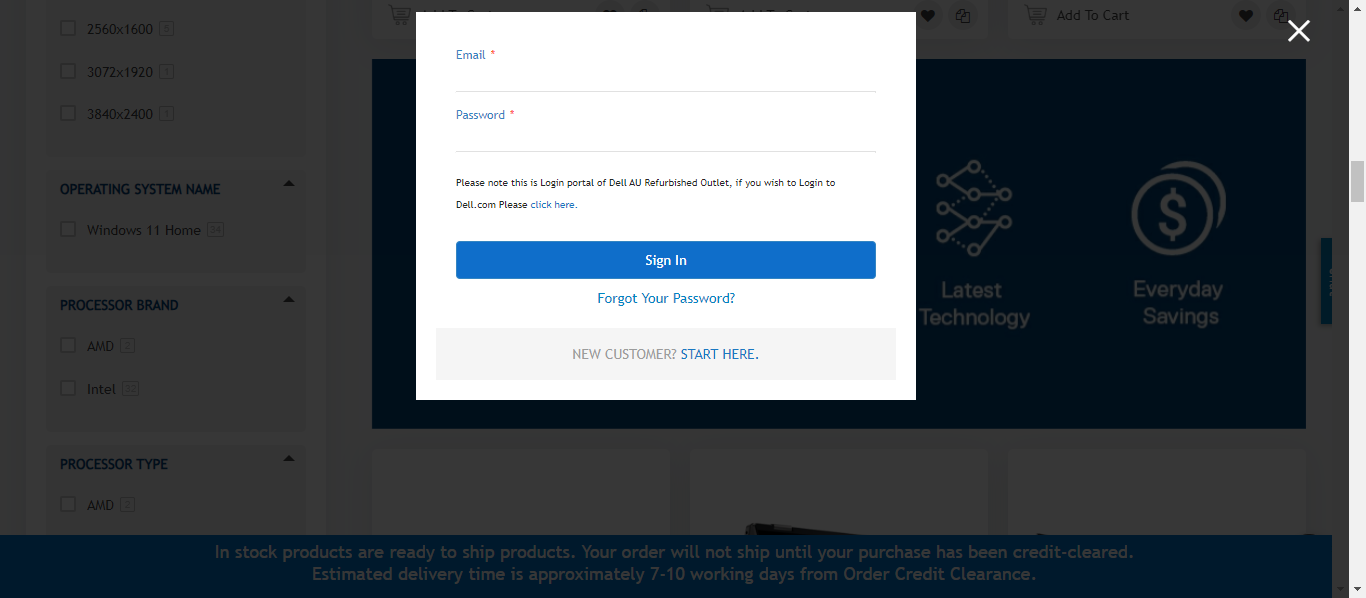 2560x1600
3072x1920
3840x2400 1
OPERATING SYSTEM NAME
Windows 11 Home 34
PROCESSOR BRAND
AMD 2
Intel 32
PROCESSOR TYPE
AMD 2
Add To Cart
Email *
Password *
Please note this is Login portal of Dell AU Refurbished Outlet, if you wish to Login to
Dell.com Please click here.
Sign In
Forgot Your Password?
NEW CUSTOMER? START HERE.
Latest
Technology
Everyday
Savings
In stock products are ready to ship products. Your order will not ship until your purchase has been credit-cleared.
Estimated delivery time is approximately 7-10 working days from Order Credit Clearance.